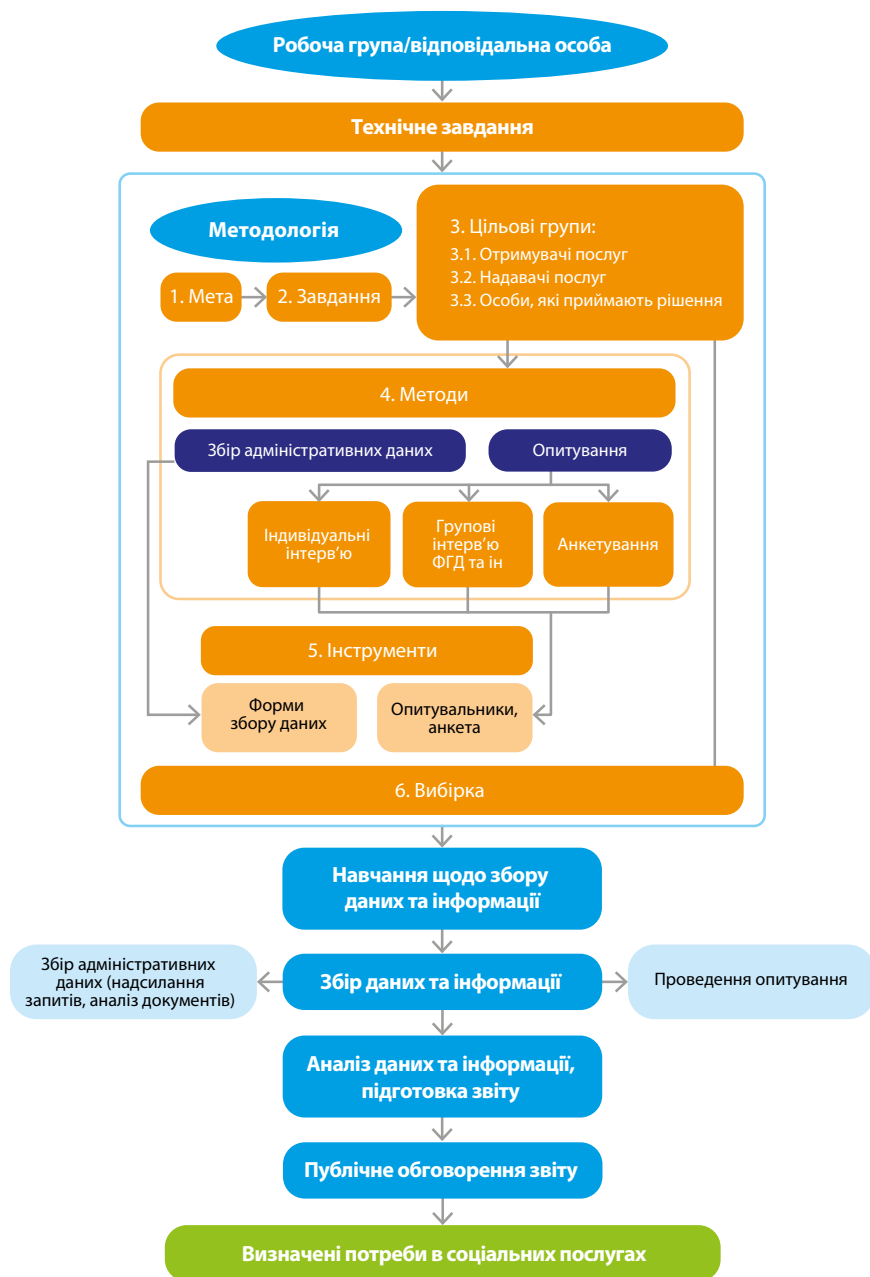 Робоча група/відповідальна особа
Технічне завдання
Методологія
1. Мета
2. Завдання
3. Цільові групи:
3.1. Отримувачі послуг
3.2. Надавачі послуг
3.3. Особи, які приймають рішення
4. Методи
Збір адміністративних даних
Опитування
Індивідуальні
інтерв’ю
Групові
інтерв’ю
ФГД та ін
Анкетування
5. Інструменти
Форми
збору даних
Опитувальники,
анкета
6. Вибірка
Навчання щодо збору
даних та інформації
Збір адміністративних
даних (надсилання
запитів, аналіз документів)
Збір даних та інформації
Проведення опитування
Аналіз даних та інформації,
підготовка звіту
Публічне обговорення звіту
Визначені потреби в соціальних послугах